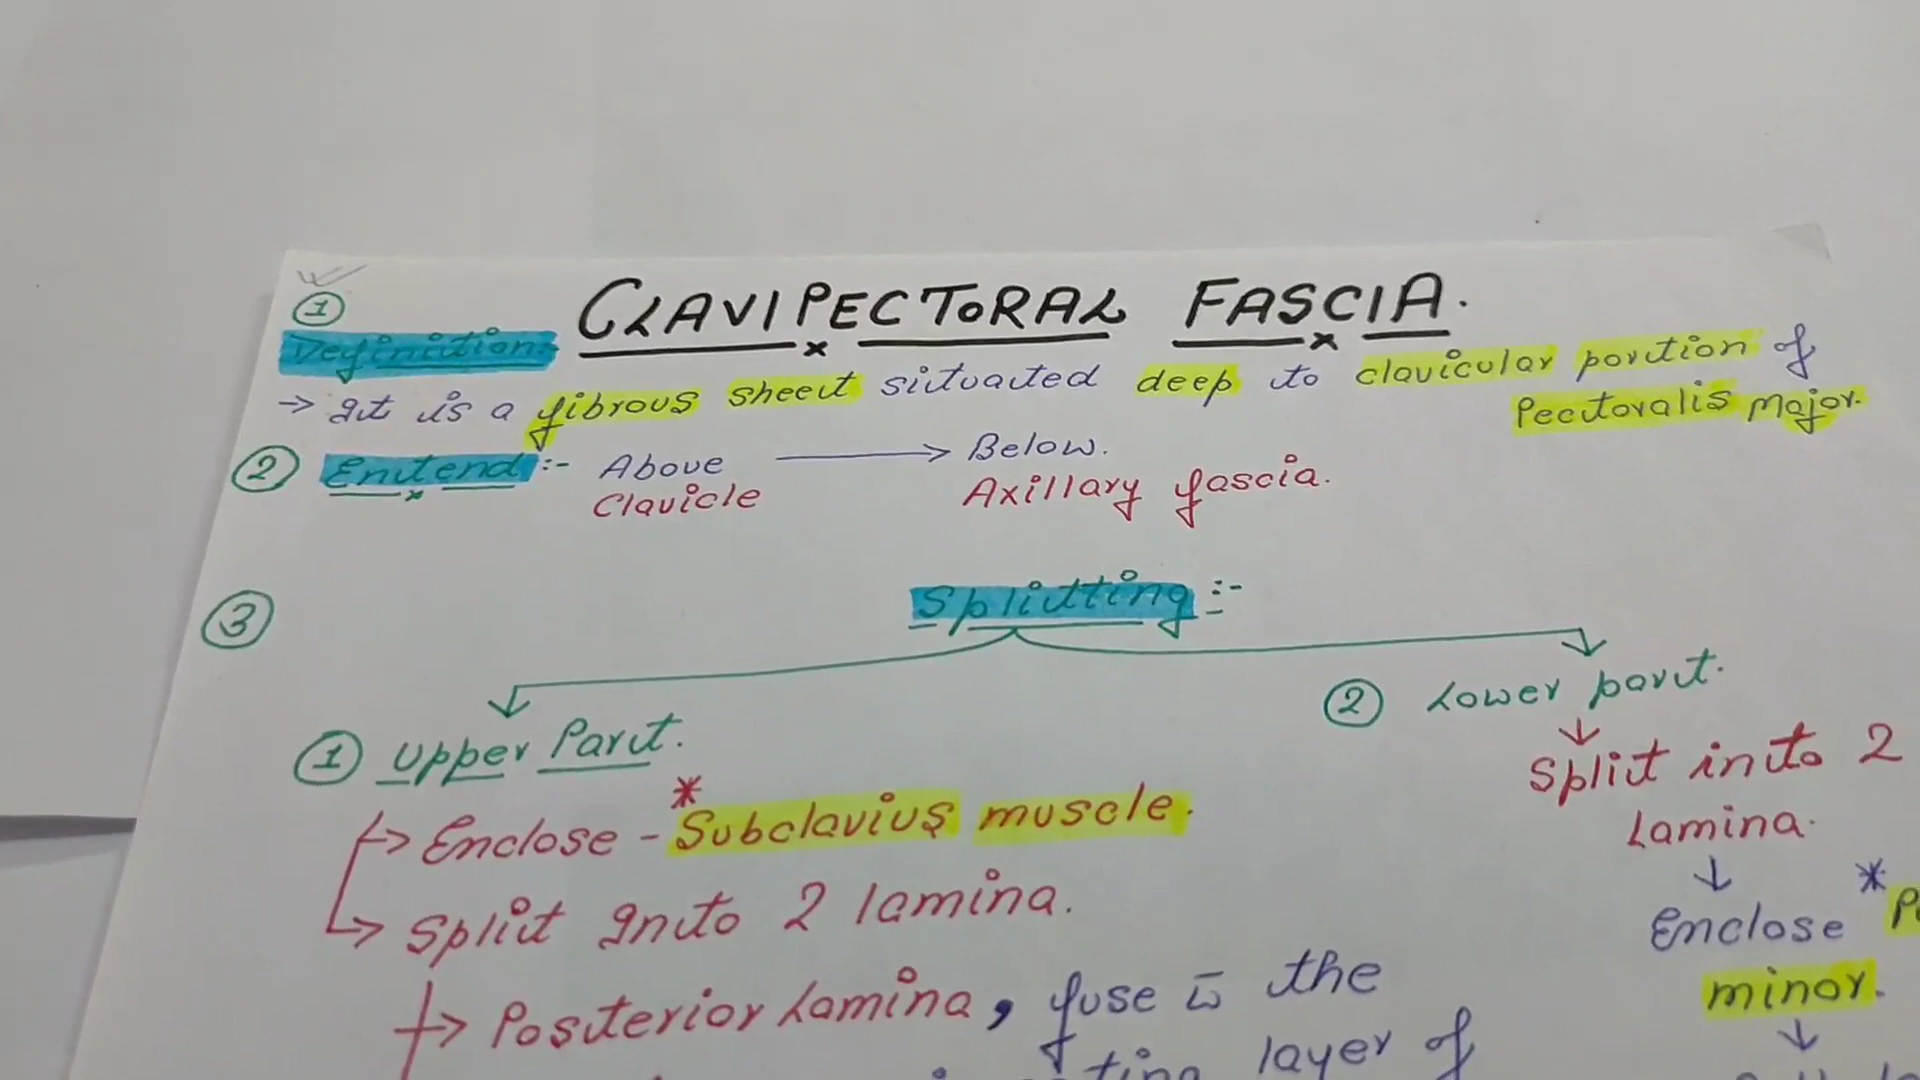 CLAVIPECTORAL FASCIA.
① Definition:
→ It is a fibrous sheet situated deep to clavicular portion of
Pectoralis major.
② Extend :- Above → Below.
Clavicle Axillary fascia.
③ Splitting :-
① Upper Part.
↳ Enclose - *Subclavius muscle.
↳ Split Into 2 lamina.
→ Posterior Lamina, fuse c̄ the
layer of
② Lower part.
↓
Split into 2
Lamina.
↓
Enclose *
minor.
↓